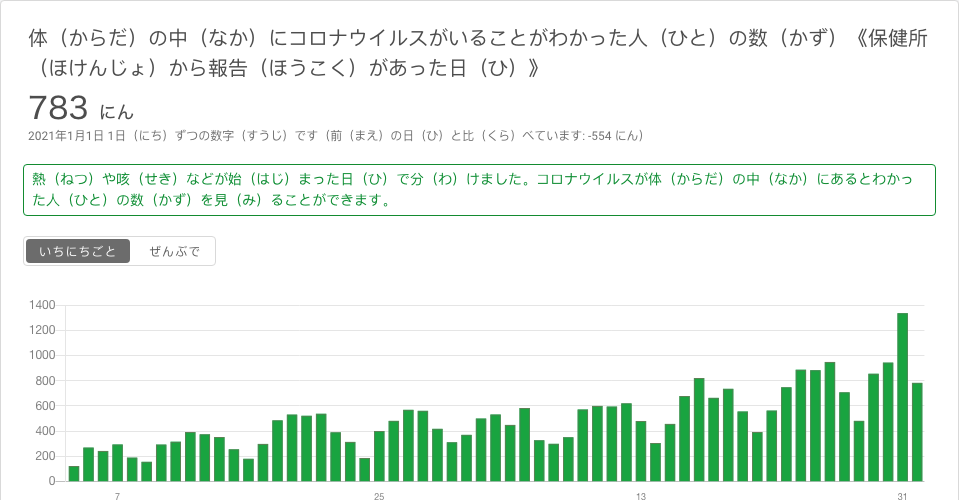 体（からだ）の中（なか）にコロナウイルスがいることがわかった人（ひと）の数（かず）《保健所
（ほけんじょ）から報告（ほうこく）があった日（ひ）》
783 にん
2021年1月1日 1日（にち）ずつの数字（すうじ）です（前（まえ）の日（ひ）と比（くら）べています: -554 にん）
熱（ねつ）や咳（せき）などが始（はじ）まった日（ひ）で分（わ）けました。コロナウイルスが体（からだ）の中（なか）にあるとわかっ
た人（ひと）の数（かず）を見（み）ることができます。
いちにちごと ぜんぶで
1400
1200
1000
800
600
400
200
0
7 25 13 31